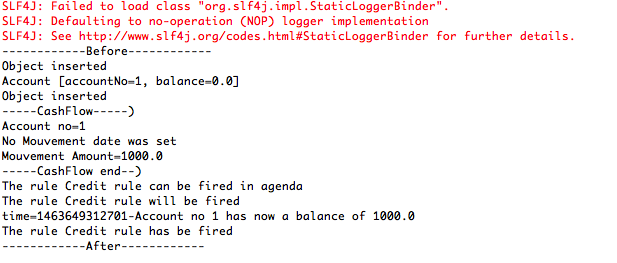 SLF4J: Failed to load class "org.slf4j.impl.StaticLoggerBinder".
SLF4J: Defaulting to no-operation (NOP) logger implementation
SLF4J: See http://www.slf4j.org/codes.html#StaticLoggerBinder for further details.
------------Before------------
Object inserted
Account [accountNo=1, balance=0.0]
Object inserted
-----CashFlow-----)
Account no=1
No Mouvement date was set
Mouvement Amount=1000.0
-----CashFlow end--)
The rule Credit rule can be fired in agenda
The rule Credit rule will be fired
time=1463649312701-Account no 1 has now a balance of 1000.0
The rule Credit rule has be fired
------------After------------